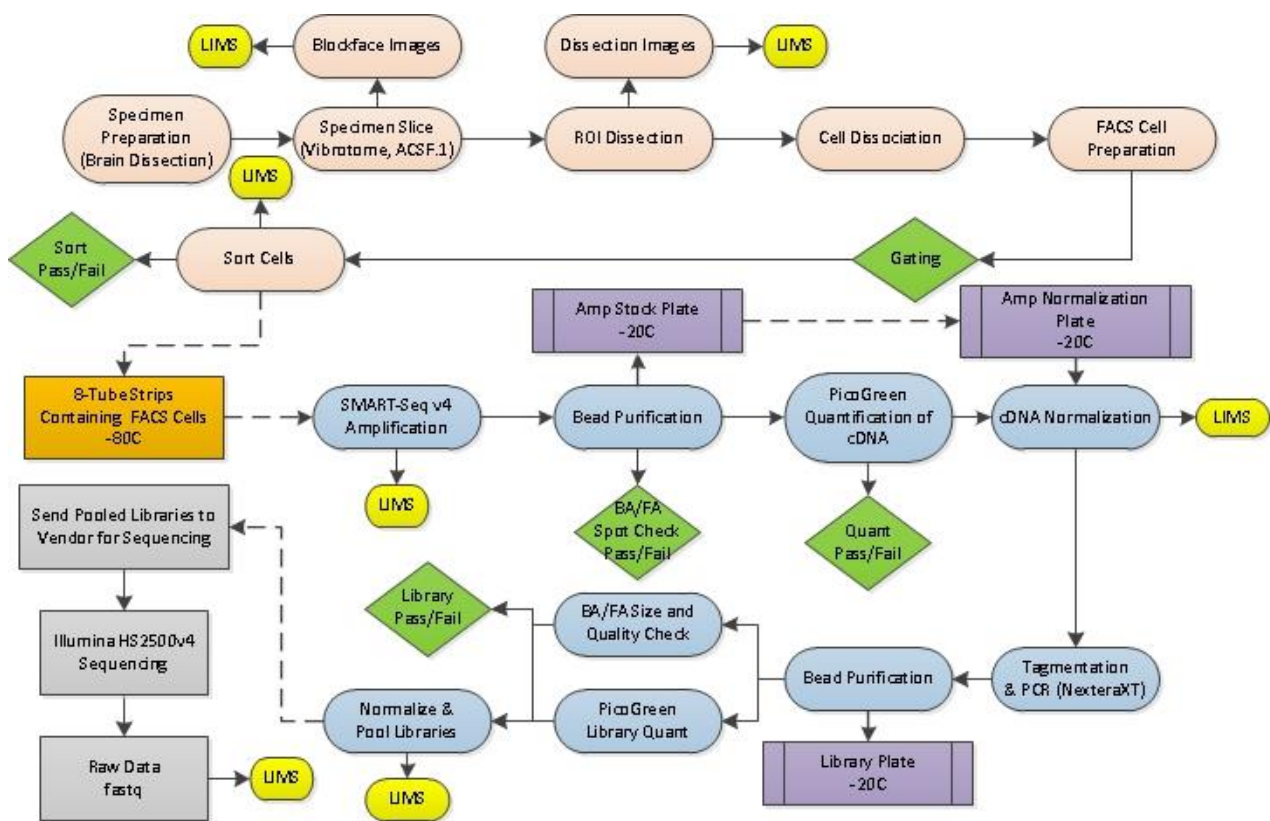 LIMS
Blockface Images
Dissection Images
LIMS
Specimen
Preparation
(Brain Dissection)
Specimen Slice
(Vibrotome, ACSF.1)
ROI Dissection
Cell Dissociation
FACS Cell
Preparation
LIMS
Sort
Pass/Fail
Sort Cells
Gating
Amp Stock Plate
-20C
Amp Normalization
Plate
-20C
8-Tube Strips
Containing FACS Cells
-80C
SMART-Seq v4
Amplification
Bead Purification
PicoGreen
Quantification of
cDNA
cDNA Normalization
LIMS
LIMS
BA/FA
Spot Check
Pass/Fail
Quant
Pass/Fail
Send Pooled Libraries to
Vendor for Sequencing
Library
Pass/Fail
BA/FA Size and
Quality Check
Illumina HS2500v4
Sequencing
Bead Purification
Tagmentation
& PCR (NexteraXT)
Normalize &
Pool Libraries
PicoGreen
Library Quant
Raw Data
fastq
LIMS
LIMS
Library Plate
-20C